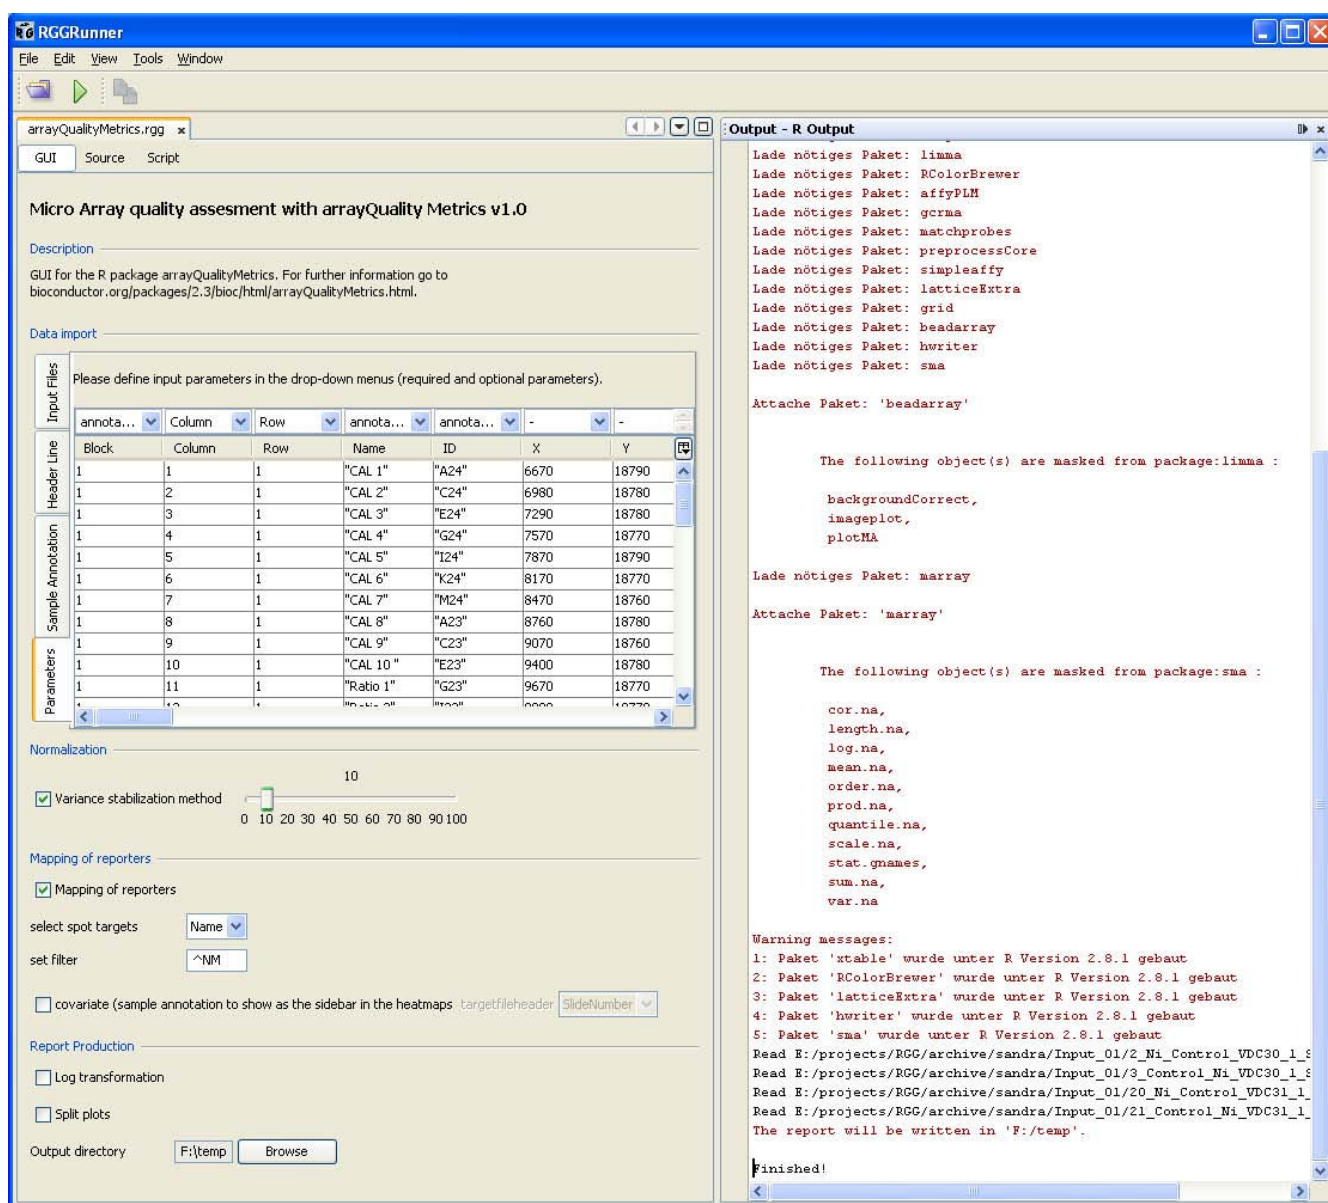 RGGRunner
File Edit View Tools Window
arrayQualityMetrics.rgg
GUI Source Script
Micro Array quality assesment with arrayQuality Metrics v1.0
Description
GUI for the R package arrayQualityMetrics. For further information go to
bioconductor.org/packages/2.3/bioc/html/arrayQualityMetrics.html.
Data import
Input Files
Header Line
Sample Annotation
Parameters
Please define input parameters in the drop-down menus (required and optional parameters).
annota... Column Row annota... annota... - -
Block Column Row Name ID X Y
1 1 1 "CAL 1" "A24" 6670 18790
1 2 1 "CAL 2" "C24" 6980 18780
1 3 1 "CAL 3" "E24" 7290 18780
1 4 1 "CAL 4" "G24" 7570 18770
1 5 1 "CAL 5" "I24" 7870 18790
1 6 1 "CAL 6" "K24" 8170 18770
1 7 1 "CAL 7" "M24" 8470 18760
1 8 1 "CAL 8" "A23" 8760 18780
1 9 1 "CAL 9" "C23" 9070 18760
1 10 1 "CAL 10 " "E23" 9400 18780
1 11 1 "Ratio 1" "G23" 9670 18770
Normalization
10
Variance stabilization method
0 10 20 30 40 50 60 70 80 90 100
Mapping of reporters
Mapping of reporters
select spot targets Name
set filter ^NM
covariate (sample annotation to show as the sidebar in the heatmaps targetfileheader SlideNumber
Report Production
Log transformation
Split plots
Output directory F:\temp Browse
Output - R Output
Lade nötiges Paket: limma
Lade nötiges Paket: RColorBrewer
Lade nötiges Paket: affyPLM
Lade nötiges Paket: gcrma
Lade nötiges Paket: matchprobes
Lade nötiges Paket: preprocessCore
Lade nötiges Paket: simpleaffy
Lade nötiges Paket: latticeExtra
Lade nötiges Paket: grid
Lade nötiges Paket: beadarray
Lade nötiges Paket: hwriter
Lade nötiges Paket: sma
Attache Paket: 'beadarray'
The following object(s) are masked from package:limma :
backgroundCorrect,
imageplot,
plotMA
Lade nötiges Paket: marray
Attache Paket: 'marray'
The following object(s) are masked from package:sma :
cor.na,
length.na,
log.na,
mean.na,
order.na,
prod.na,
quantile.na,
scale.na,
stat.gnames,
sum.na,
var.na
Warning messages:
1: Paket 'xtable' wurde unter R Version 2.8.1 gebaut
2: Paket 'RColorBrewer' wurde unter R Version 2.8.1 gebaut
3: Paket 'latticeExtra' wurde unter R Version 2.8.1 gebaut
4: Paket 'hwriter' wurde unter R Version 2.8.1 gebaut
5: Paket 'sma' wurde unter R Version 2.8.1 gebaut
Read E:/projects/RGG/archive/sandra/Input_01/2_Ni_Control_VDC30_1_S
Read E:/projects/RGG/archive/sandra/Input_01/3_Control_Ni_VDC30_1_S
Read E:/projects/RGG/archive/sandra/Input_01/20_Ni_Control_VDC31_1_
Read E:/projects/RGG/archive/sandra/Input_01/21_Control_Ni_VDC31_1_
The report will be written in 'F:/temp'.
Finished!